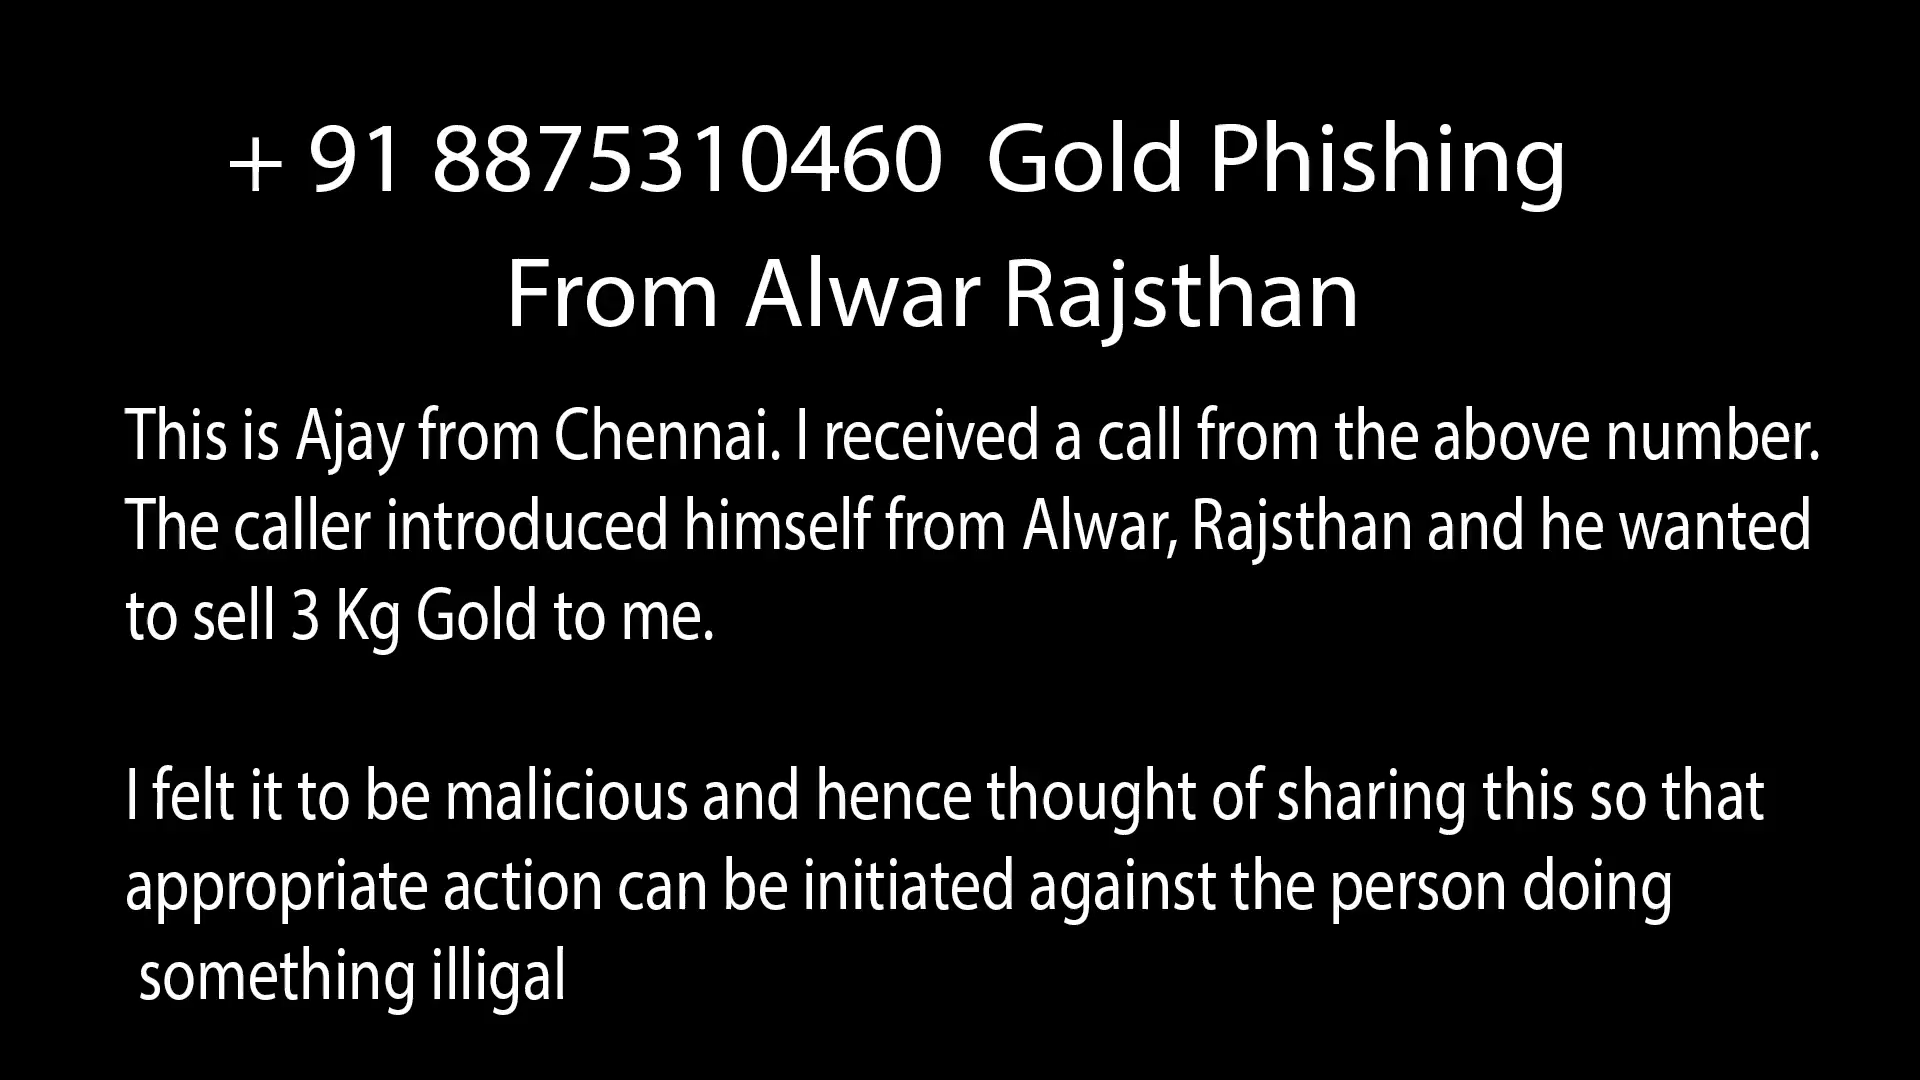 + 91 8875310460 Gold Phishing
From Alwar Rajsthan
This is Ajay from Chennai. I received a call from the above number.
The caller introduced himself from Alwar, Rajsthan and he wanted
to sell 3 Kg Gold to me.
I felt it to be malicious and hence thought of sharing this so that
appropriate action can be initiated against the person doing
something illigal